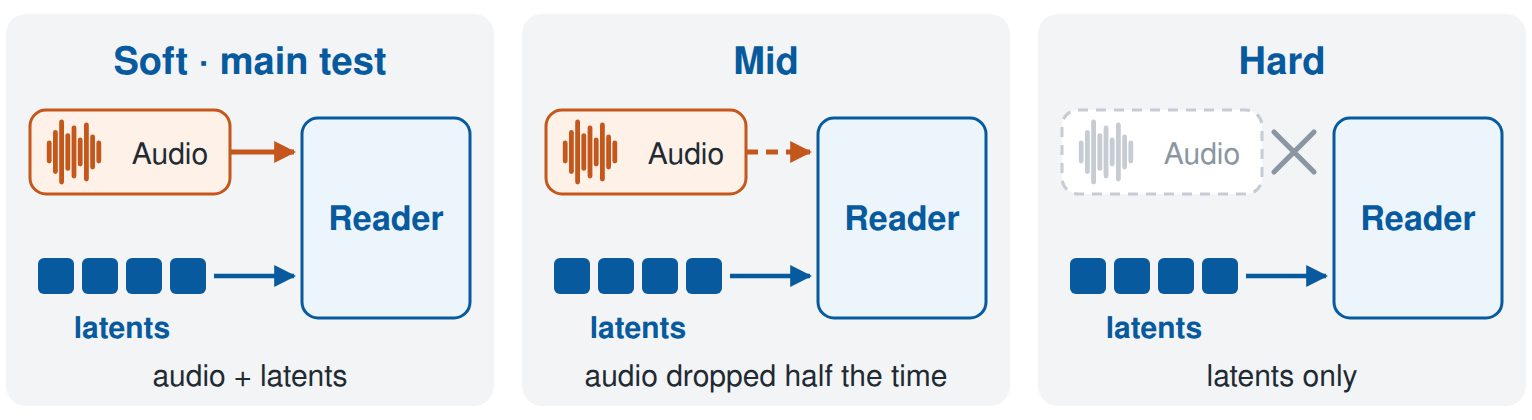 Soft · main test
Audio
Reader
latents
audio + latents
Mid
Audio
Reader
latents
audio dropped half the time
Hard
Audio
Reader
latents
latents only